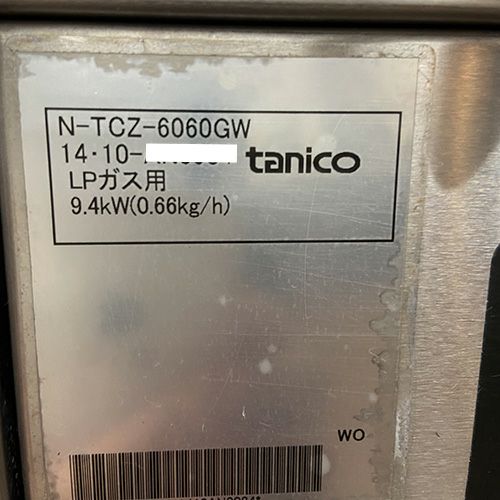 N-TCZ-6060GW
14・10-
tanico
LPガス用
9.4kW(0.66kg/h)
WO